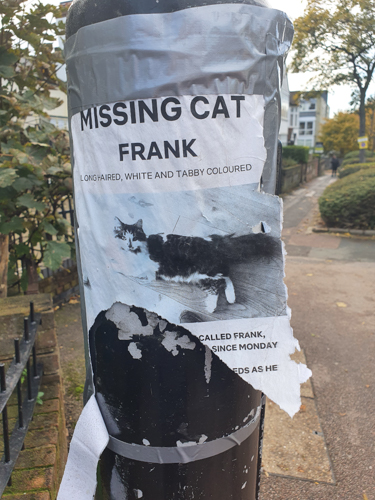 MISSING CAT
FRANK
LONG HAIRED, WHITE AND TABBY COLOURED
CALLED FRANK,
SINCE MONDAY
EDS AS HE